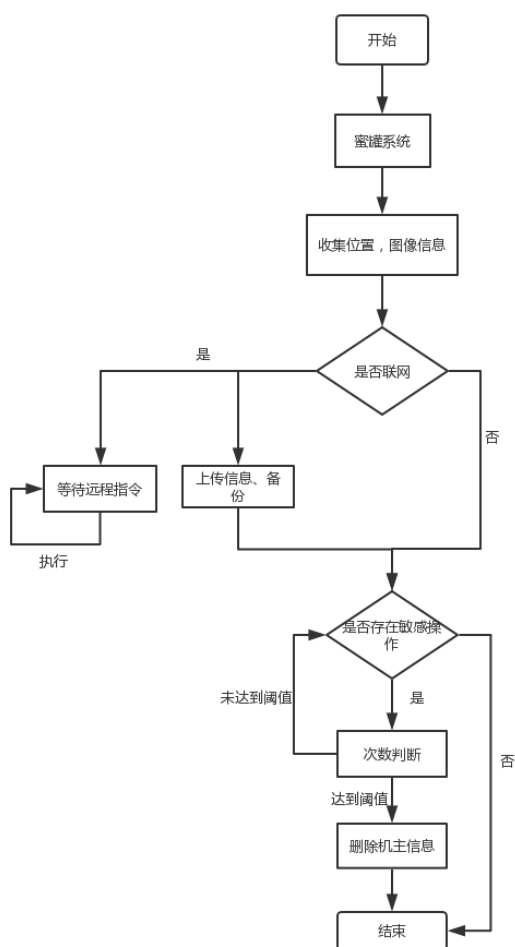 开始
蜜罐系统
收集位置，图像信息
是否联网
是
否
等待远程指令
上传信息、备
份
执行
是否存在敏感操
作
未达到阈值
是
否
次数判断
达到阈值
删除机主信息
结束